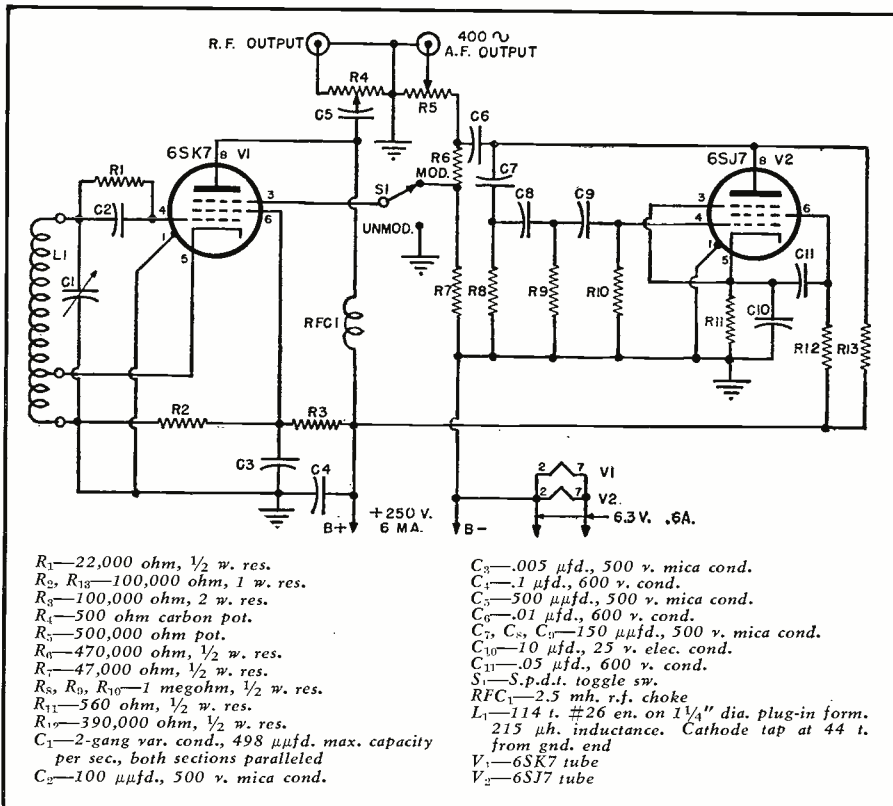 R.F. OUTPUT
400 ~
A.F. OUTPUT
R4
C5
R5
C6
6SK7
8
V1
R1
C2
4
3
6
1
5
L1
C1
S1
R6
MOD.
UNMOD.
C7
C8
C9
6SJ7
8
V2
3
4
6
1
5
C11
R7
R8
R9
R10
R11
C10
R12
R13
RFC1
R2
R3
C3
C4
B+
+250 V.
6 MA.
B-
2
7
V1
2
7
V2.
6.3 V. .6A.
R₁—22,000 ohm, ½ w. res.
R₂, R₁₃—100,000 ohm, 1 w. res.
R₃—100,000 ohm, 2 w. res.
R₄—500 ohm carbon pot.
R₅—500,000 ohm pot.
R₆—470,000 ohm, ½ w. res.
R₇—47,000 ohm, ½ w. res.
R₈, R₉, R₁₀—1 megohm, ½ w. res.
R₁₁—560 ohm, ½ w. res.
R₁₂—390,000 ohm, ½ w. res.
C₁—2-gang var. cond., 498 μμfd. max. capacity
per sec., both sections paralleled
C₂—100 μμfd., 500 v. mica cond.
C₃—.005 μfd., 500 v. mica cond.
C₄—.1 μfd., 600 v. cond.
C₅—500 μμfd., 500 v. mica cond.
C₆—.01 μfd., 600 v. cond.
C₇, C₈, C₉—150 μμfd., 500 v. mica cond.
C₁₀—10 μfd., 25 v. elec. cond.
C₁₁—.05 μfd., 600 v. cond.
S₁—S.p.d.t. toggle sw.
RFC₁—2.5 mh. r.f. choke
L₁—114 t. #26 en. on 1¼" dia. plug-in form.
215 μh. inductance. Cathode tap at 44 t.
from gnd. end
V₁—6SK7 tube
V₂—6SJ7 tube